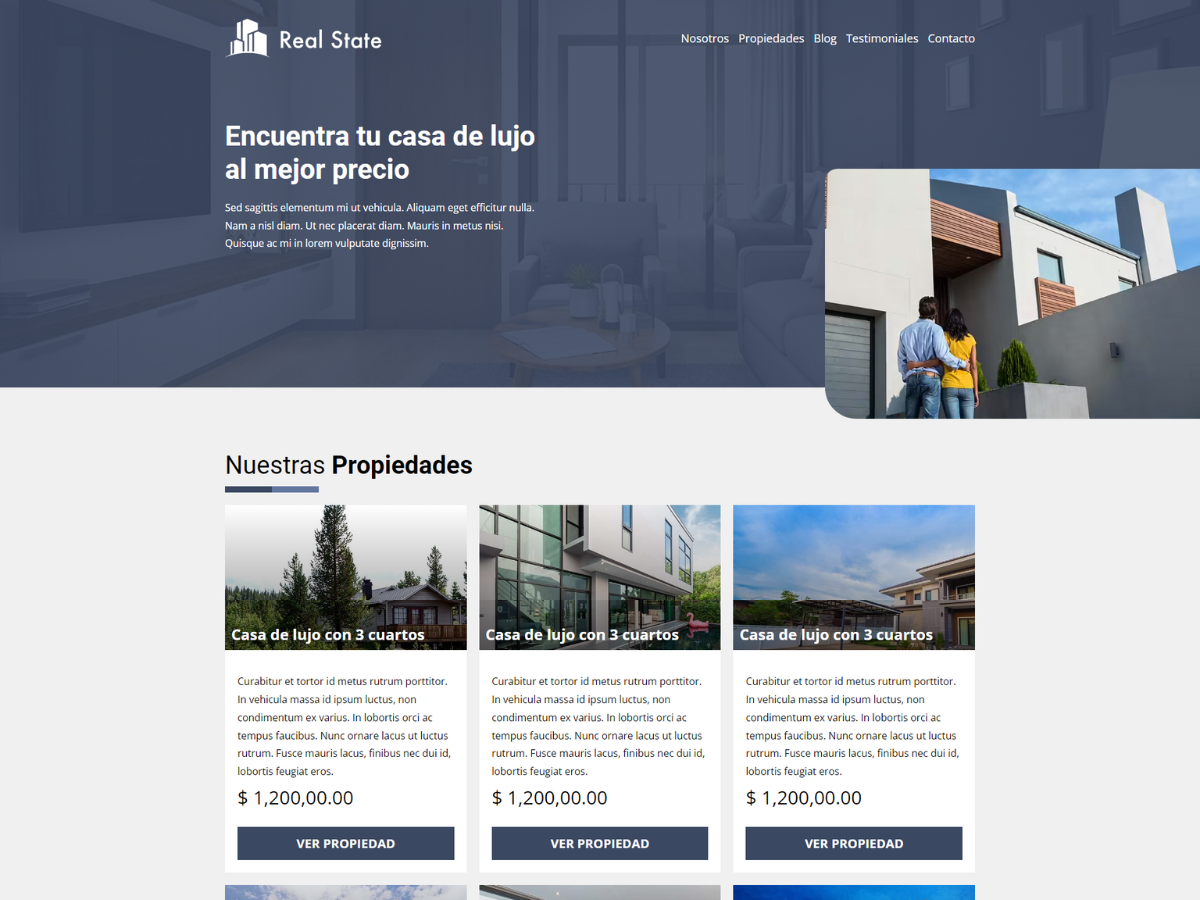 Real State
Nosotros Propiedades Blog Testimoniales Contacto
Encuentra tu casa de lujo
al mejor precio
Sed sagittis elementum mi ut vehicula. Aliquam eget efficitur nulla.
Nam a nisl diam. Ut nec placerat diam. Mauris in metus nisi.
Quisque ac mi in lorem vulputate dignissim.
Nuestras Propiedades
Casa de lujo con 3 cuartos
Curabitur et tortor id metus rutrum porttitor.
In vehicula massa id ipsum luctus, non
condimentum ex varius. In lobortis orci ac
tempus faucibus. Nunc ornare lacus ut luctus
rutrum. Fusce mauris lacus, finibus nec dui id,
lobortis feugiat eros.
$ 1,200,00.00
VER PROPIEDAD
Casa de lujo con 3 cuartos
Curabitur et tortor id metus rutrum porttitor.
In vehicula massa id ipsum luctus, non
condimentum ex varius. In lobortis orci ac
tempus faucibus. Nunc ornare lacus ut luctus
rutrum. Fusce mauris lacus, finibus nec dui id,
lobortis feugiat eros.
$ 1,200,00.00
VER PROPIEDAD
Casa de lujo con 3 cuartos
Curabitur et tortor id metus rutrum porttitor.
In vehicula massa id ipsum luctus, non
condimentum ex varius. In lobortis orci ac
tempus faucibus. Nunc ornare lacus ut luctus
rutrum. Fusce mauris lacus, finibus nec dui id,
lobortis feugiat eros.
$ 1,200,00.00
VER PROPIEDAD